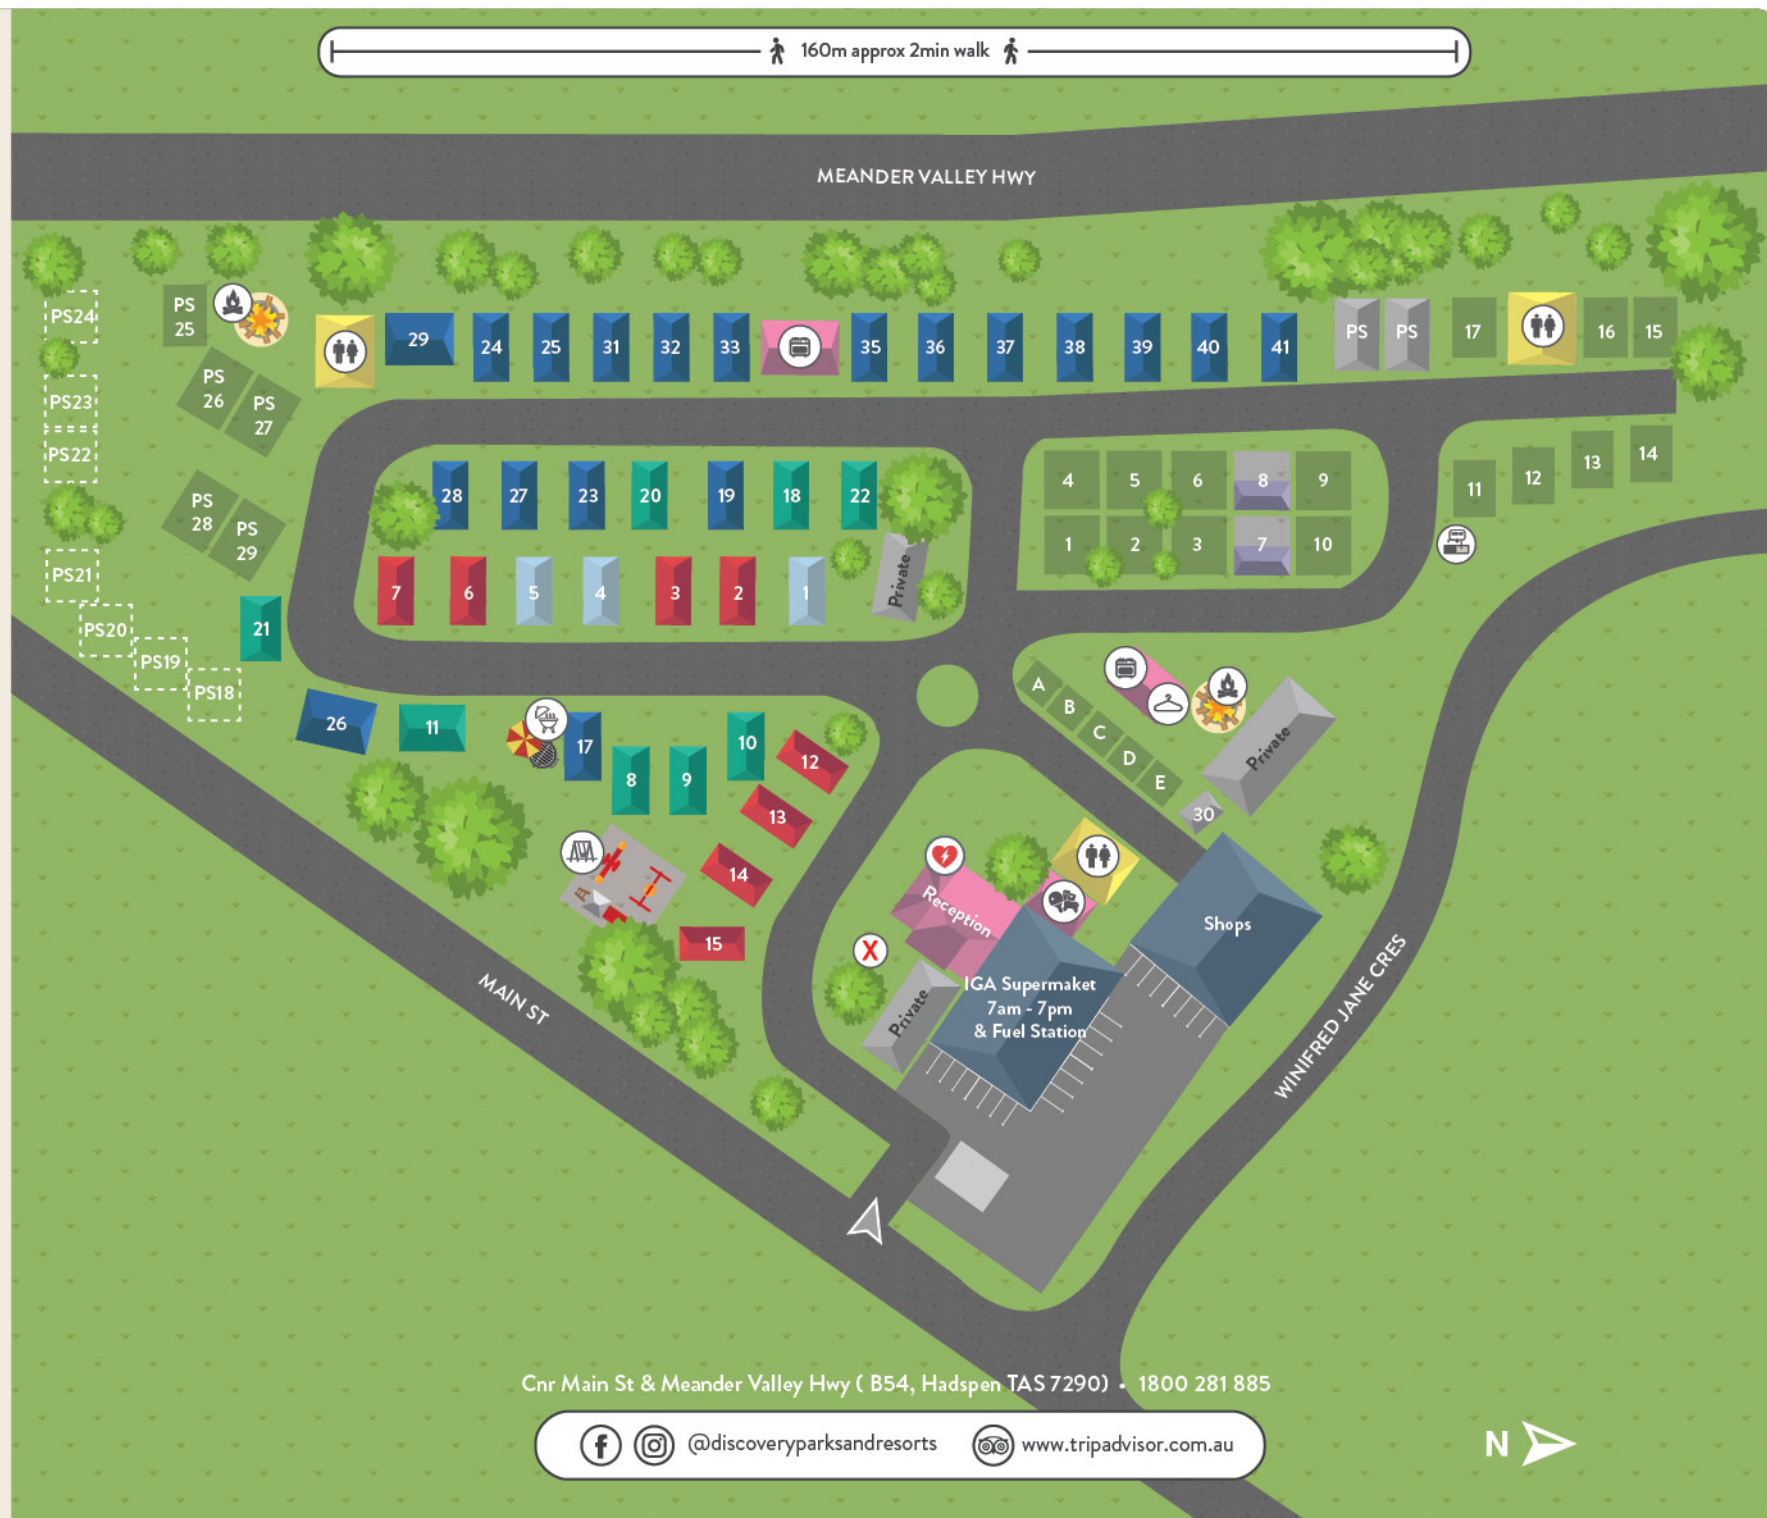 160m approx 2min walk
MEANDER VALLEY HWY
PS24
PS
25
29
24
25
31
32
33
35
36
37
38
39
40
41
PS
PS
17
16
15
PS
26
PS
27
PS23
PS22
28
27
23
20
19
18
22
4
5
6
8
9
11
12
13
14
PS
28
PS
29
1
2
3
7
10
PS21
7
6
5
4
3
2
1
Private
PS20
21
PS19
PS18
26
11
17
8
9
10
12
13
14
15
A
B
C
D
E
Private
30
Reception
X
Private
IGA Supermaket
7am - 7pm
& Fuel Station
Shops
MAIN ST
WINIFRED JANE CRES
Cnr Main St & Meander Valley Hwy ( B54, Hadspen TAS 7290) • 1800 281 885
@discoveryparksandresorts
www.tripadvisor.com.au
N